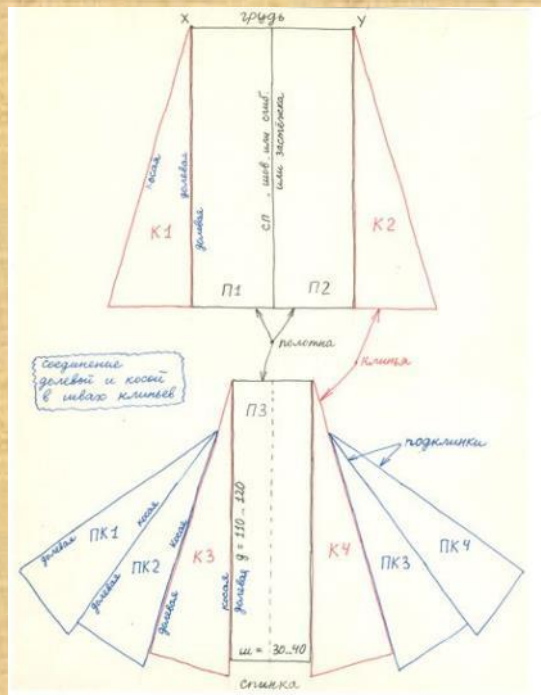 X грудь Y
косая
долевая
долевая
К1
СП. шов или сгиб.
или застёжка
К2
П1
П2
полотна
клинья
соединение
долевой и косой
в швах клиньев
П3
подклинки
долевая
ПК1
косая
долевая
ПК2
косая
долевая
К3
косая
долевая g = 110 .. 120
К4
ПК3
ПК4
ш = 30..40
спинка